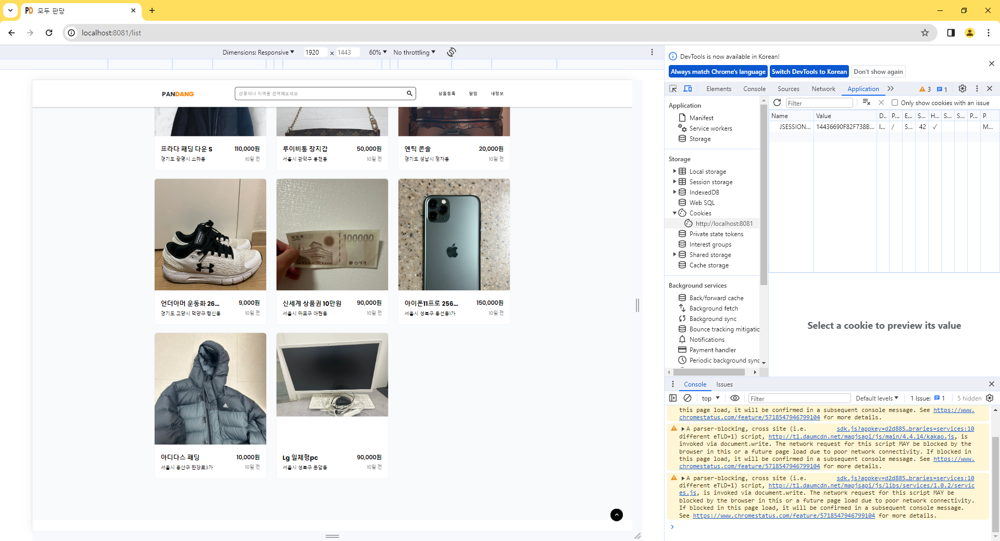 모두 판당
localhost:8081/list
Dimensions: Responsive
1920
×
1443
60%
No throttling
PANDANG
상품이나 지역을 검색해보세요
상품등록
알림
내정보
프라다 패딩 다운 S
110,000원
경기도 광명시 소하동
10일 전
루이비통 장지갑
50,000원
서울시 관악구 봉천동
10일 전
엔틱 콘솔
20,000원
경기도 성남시 정자동
10일 전
100000
신세계
언더아머 운동화 26...
9,000원
경기도 고양시 덕양구 행신동
10일 전
신세계 상품권 10만원
90,000원
서울시 마포구 아현동
10일 전
아이폰11프로 256...
150,000원
서울시 성북구 동선동1가
10일 전
아디다스 패딩
10,000원
서울시 용산구 한강로3가
10일 전
Lg 일체형pc
90,000원
서울시 성북구 돈암동
10일 전
DevTools is now available in Korean!
Always match Chrome's language
Switch DevTools to Korean
Don't show again
Elements
Console
Sources
Network
Application
3
1
Application
Manifest
Service workers
Storage
Storage
Local storage
Session storage
IndexedDB
Web SQL
Cookies
http://localhost:8081
Private state tokens
Interest groups
Shared storage
Cache storage
Background services
Back/forward cache
Background fetch
Background sync
Bounce tracking mitigatio
Notifications
Payment handler
Periodic background sync
Filter
Only show cookies with an issue
Name
Value
D..
P...
E...
S...
H...
S...
S...
P...
P.
JSESSION...
14436690F82F738B...
l...
/
S...
42
✓
M...
Select a cookie to preview its value
Console
Issues
top
Filter
Default levels
1 Issue:
1
5 hidden
this page load, it will be confirmed in a subsequent console message. See https://www.
chromestatus.com/feature/5718547946799104 for more details.
A parser-blocking, cross site (i.e. sdk.js?appkey=d2d885…braries=services:10
different eTLD+1) script, http://t1.daumcdn.net/mapjsapi/js/main/4.4.14/kakao.js, is
invoked via document.write. The network request for this script MAY be blocked by the
browser in this or a future page load due to poor network connectivity. If blocked in
this page load, it will be confirmed in a subsequent console message. See https://www.
chromestatus.com/feature/5718547946799104 for more details.
A parser-blocking, cross site (i.e. sdk.js?appkey=d2d885…braries=services:10
different eTLD+1) script, http://t1.daumcdn.net/mapjsapi/js/libs/services/1.0.2/servic
es.js, is invoked via document.write. The network request for this script MAY be
blocked by the browser in this or a future page load due to poor network connectivity.
If blocked in this page load, it will be confirmed in a subsequent console message.
See https://www.chromestatus.com/feature/5718547946799104 for more details.